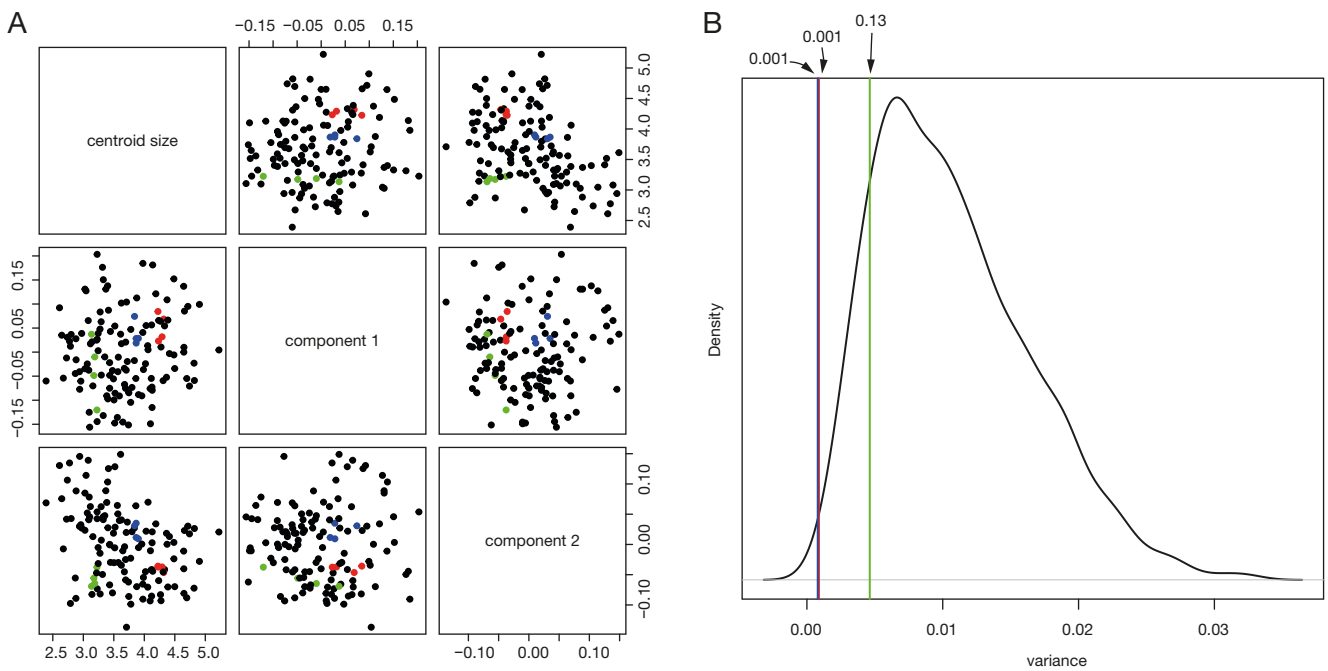 A
−0.15 −0.05 0.05 0.15
centroid size
2.5 3.0 3.5 4.0 4.5 5.0
−0.15 −0.05 0.05 0.15
component 1
component 2
−0.10 0.00 0.10
2.5 3.0 3.5 4.0 4.5 5.0
−0.10 0.00 0.10
B
0.001
0.001
0.13
Density
0.00 0.01 0.02 0.03
variance